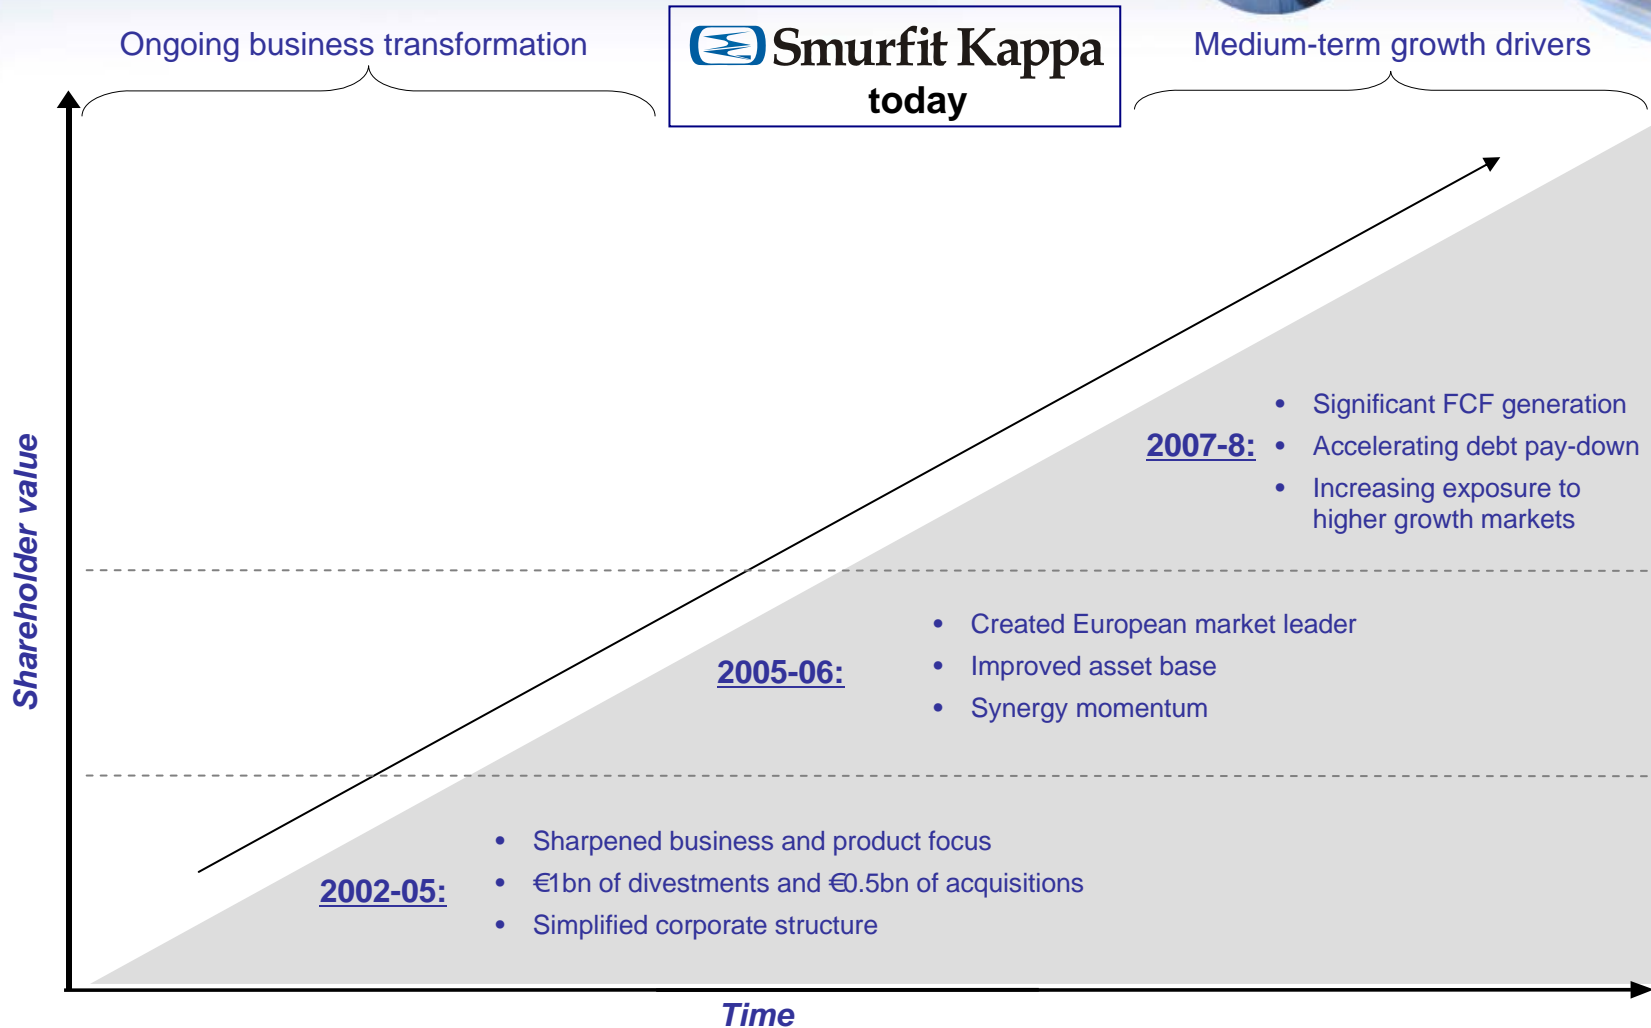 Ongoing business transformation
Smurfit Kappa
today
Medium-term growth drivers
Shareholder value
2007-8:
• Significant FCF generation
• Accelerating debt pay-down
• Increasing exposure to
higher growth markets
2005-06:
• Created European market leader
• Improved asset base
• Synergy momentum
2002-05:
• Sharpened business and product focus
• €1bn of divestments and €0.5bn of acquisitions
• Simplified corporate structure
Time